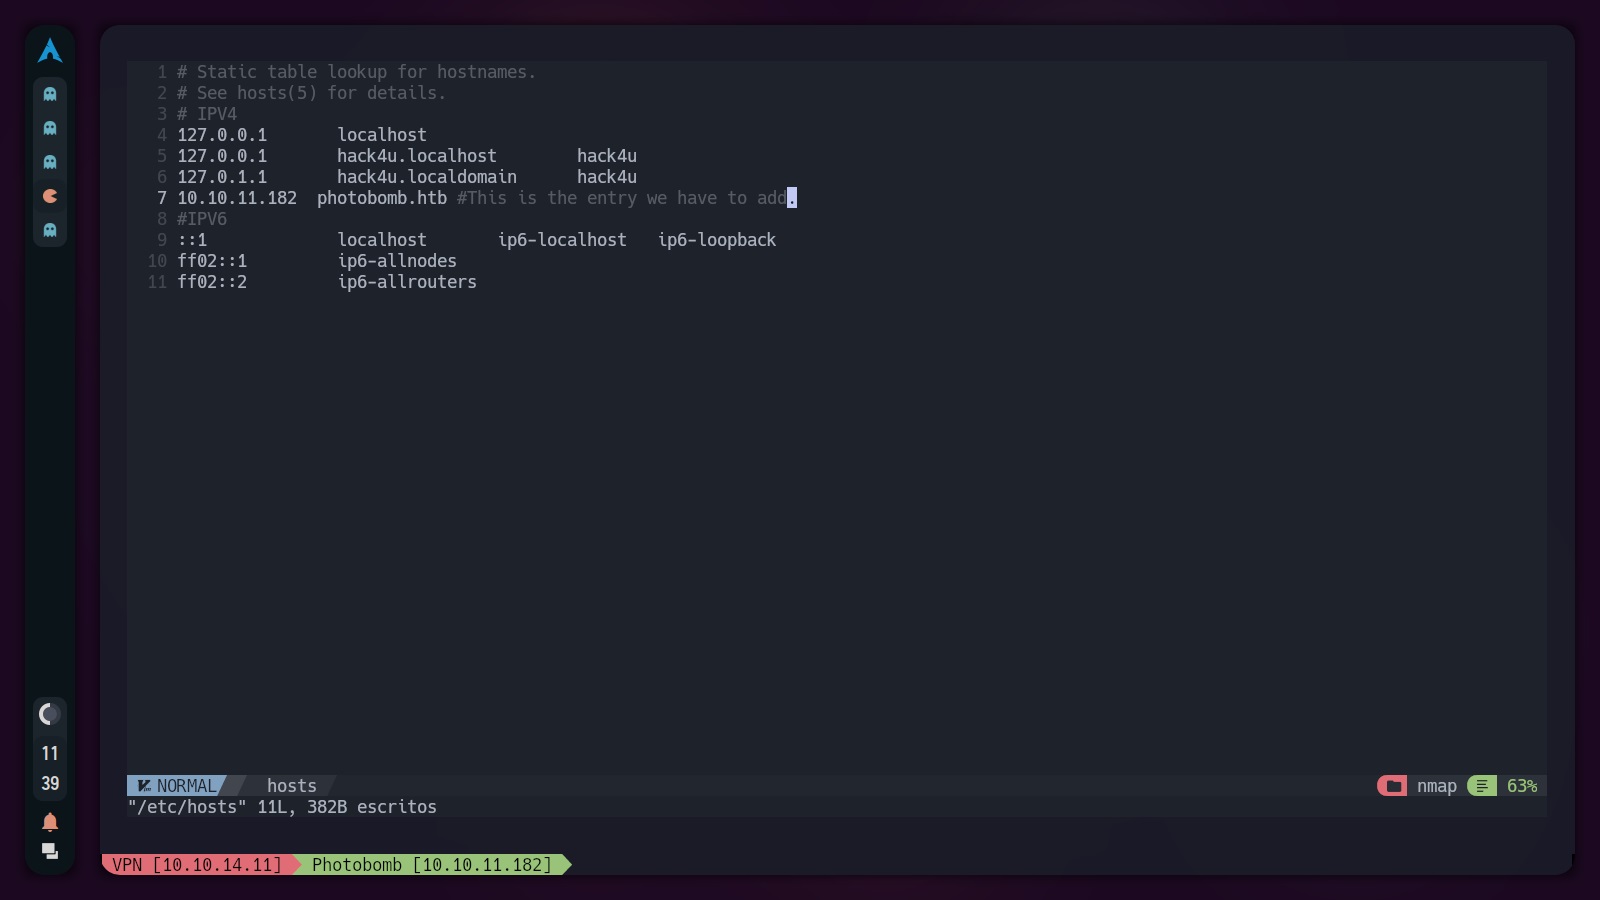 1 # Static table lookup for hostnames.
2 # See hosts(5) for details.
3 # IPV4
4 127.0.0.1       localhost
5 127.0.0.1       hack4u.localhost        hack4u
6 127.0.1.1       hack4u.localdomain      hack4u
7 10.10.11.182  photobomb.htb #This is the entry we have to add.
8 #IPV6
9 ::1             localhost       ip6-localhost   ip6-loopback
10 ff02::1         ip6-allnodes
11 ff02::2         ip6-allrouters
11
39
NORMAL hosts nmap 63%
"/etc/hosts" 11L, 382B escritos
VPN [10.10.14.11] Photobomb [10.10.11.182]